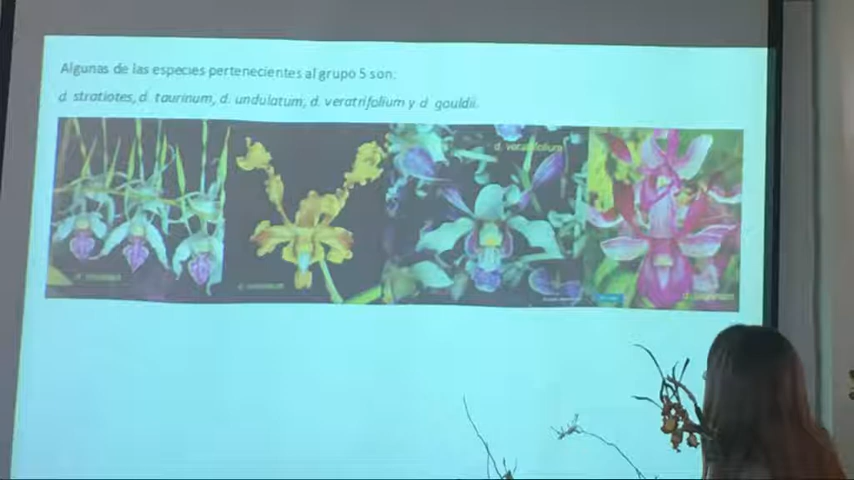 Algunas de las especies pertenecientes al grupo 5 son:
d. stratiotes, d. taurinum, d. undulatum, d. veratrifolium y d. gouldii.
d. veratrifolium